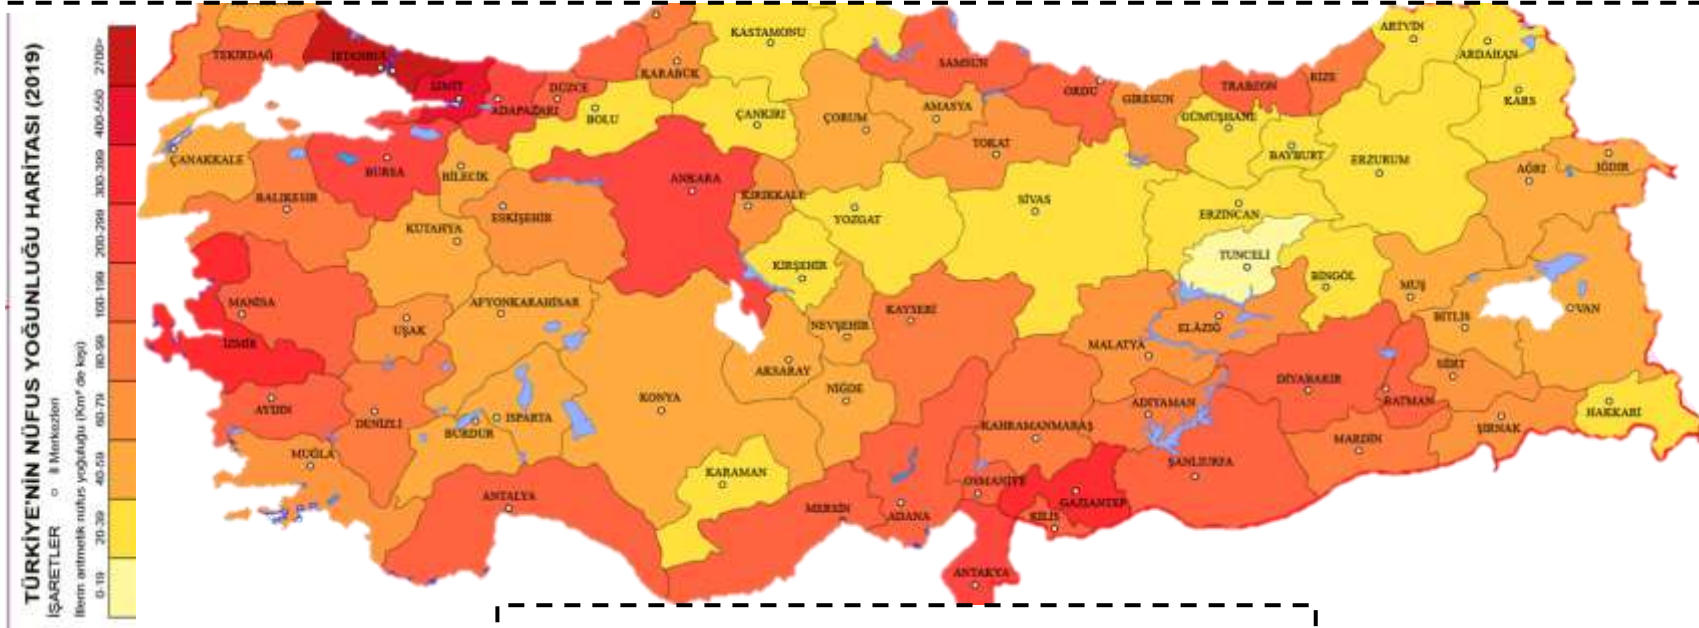 TÜRKİYE'NİN NÜFUS YOĞUNLUĞU HARİTASI (2019)
İŞARETLER o İl Merkezleri
İllerin aritmetik nüfus yoğuluğu (Km² de kişi)
0-19
20-39
40-59
60-79
80-99
100-199
200-299
300-399
400-550
2700>
TEKİRDAĞ
İSTANBUL
İZMİT
ADAPAZARI
DÜZCE
BOLU
KARABÜK
KASTAMONU
ÇANKIRI
ÇORUM
SAMSUN
AMASYA
TOKAT
ORDU
GİRESUN
TRABZON
RİZE
ARTVİN
ARDAHAN
KARS
GÜMÜŞHANE
BAYBURT
ERZURUM
AĞRI
IĞDIR
ÇANAKKALE
BALIKESİR
BURSA
BİLECİK
ESKİŞEHİR
KÜTAHYA
ANKARA
KIRIKKALE
YOZGAT
SİVAS
ERZİNCAN
TUNCELİ
BİNGÖL
MUŞ
BİTLİS
VAN
KIRŞEHİR
MANİSA
UŞAK
AFYONKARAHİSAR
NEVŞEHİR
KAYSERİ
MALATYA
ELÂZIĞ
İZMİR
AKSARAY
NİĞDE
DİYARBAKIR
BATMAN
SİİRT
AYDIN
DENİZLİ
BURDUR
ISPARTA
KONYA
KAHRAMANMARAŞ
ADIYAMAN
MARDİN
ŞIRNAK
HAKKARİ
MUĞLA
ANTALYA
KARAMAN
MERSİN
ADANA
OSMANİYE
GAZİANTEP
KİLİS
ŞANLIURFA
ANTAKYA